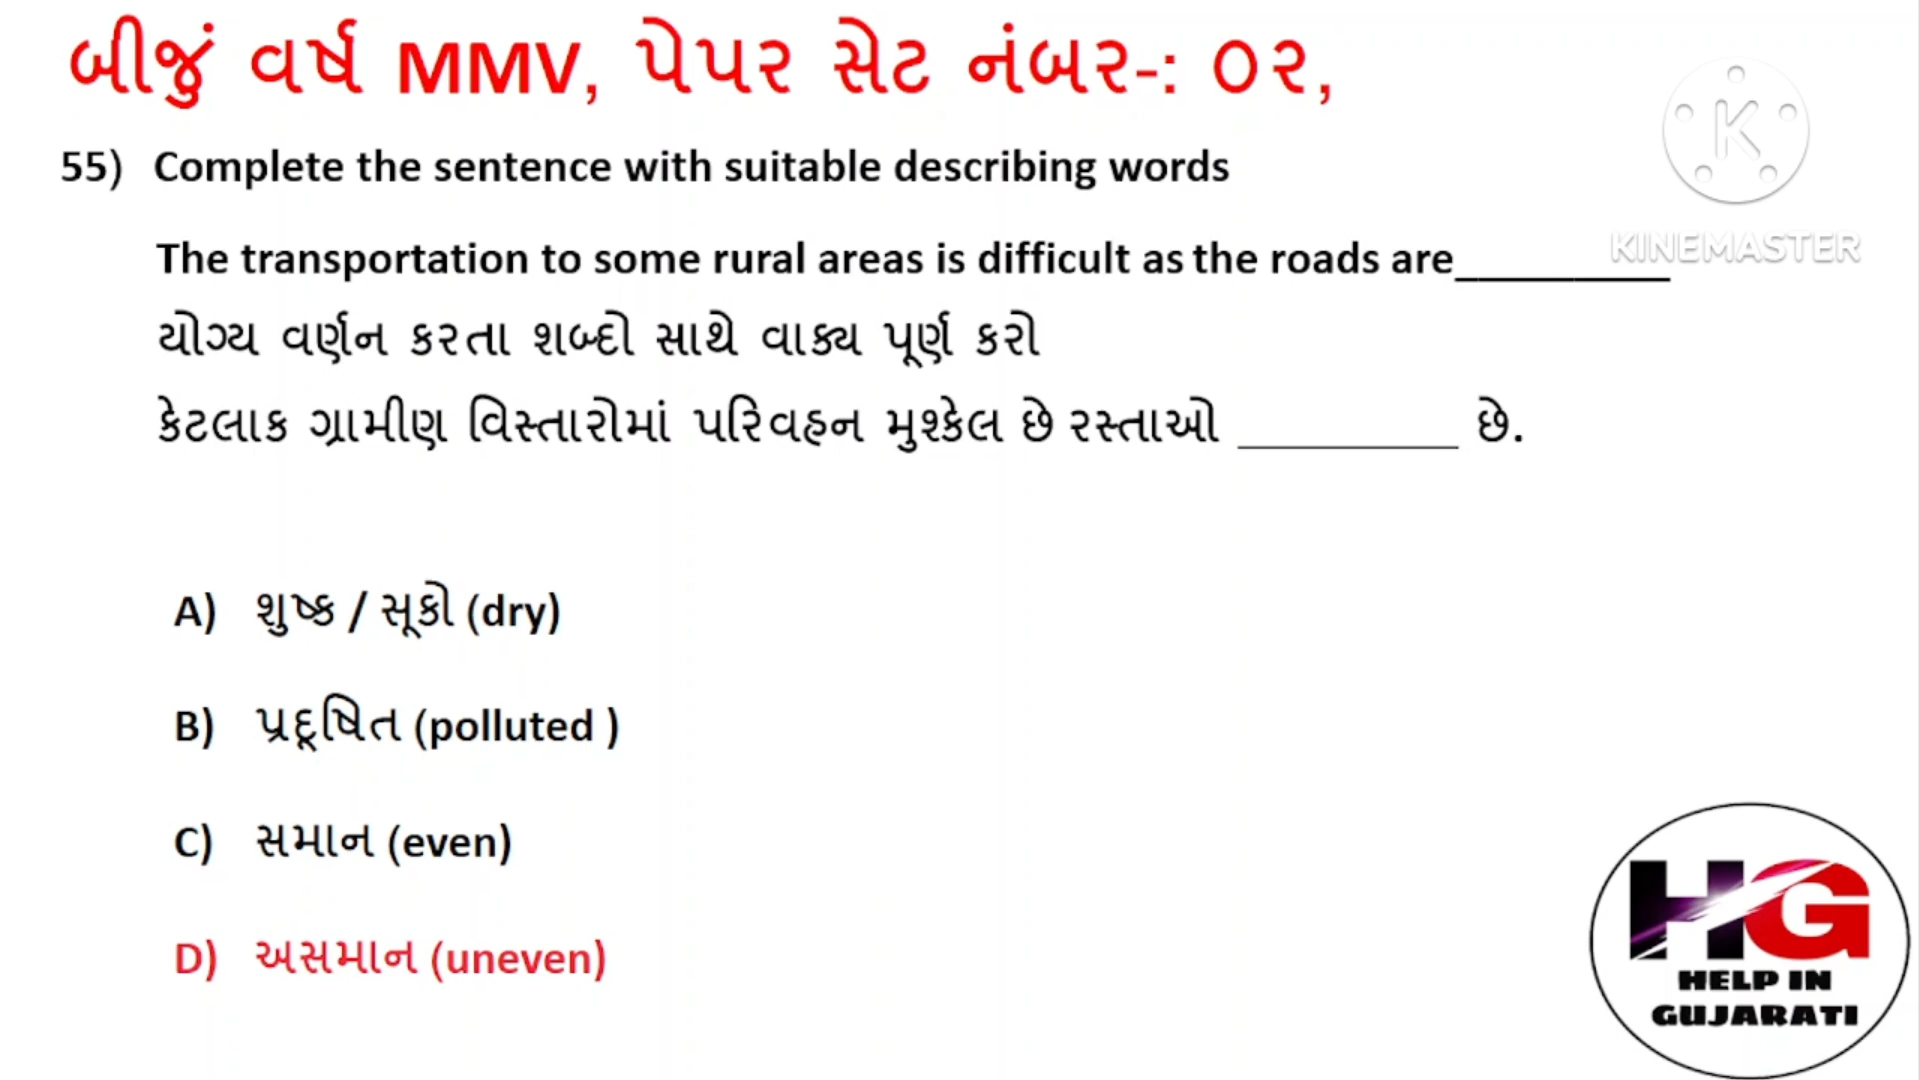 બીજું વર્ષ MMV, પેપર સેટ નંબર-: ૦૨,
55) Complete the sentence with suitable describing words
The transportation to some rural areas is difficult as the roads are_________
યોગ્ય વર્ણન કરતા શબ્દો સાથે વાક્ય પૂર્ણ કરો
કેટલાક ગ્રામીણ વિસ્તારોમાં પરિવહન મુશ્કેલ છે રસ્તાઓ _________ છે.
A) શુષ્ક / સૂકો (dry)
B) પ્રદૂષિત (polluted )
C) સમાન (even)
D) અસમાન (uneven)
K
KINEMASTER
HG
HELP IN
GUJARATI